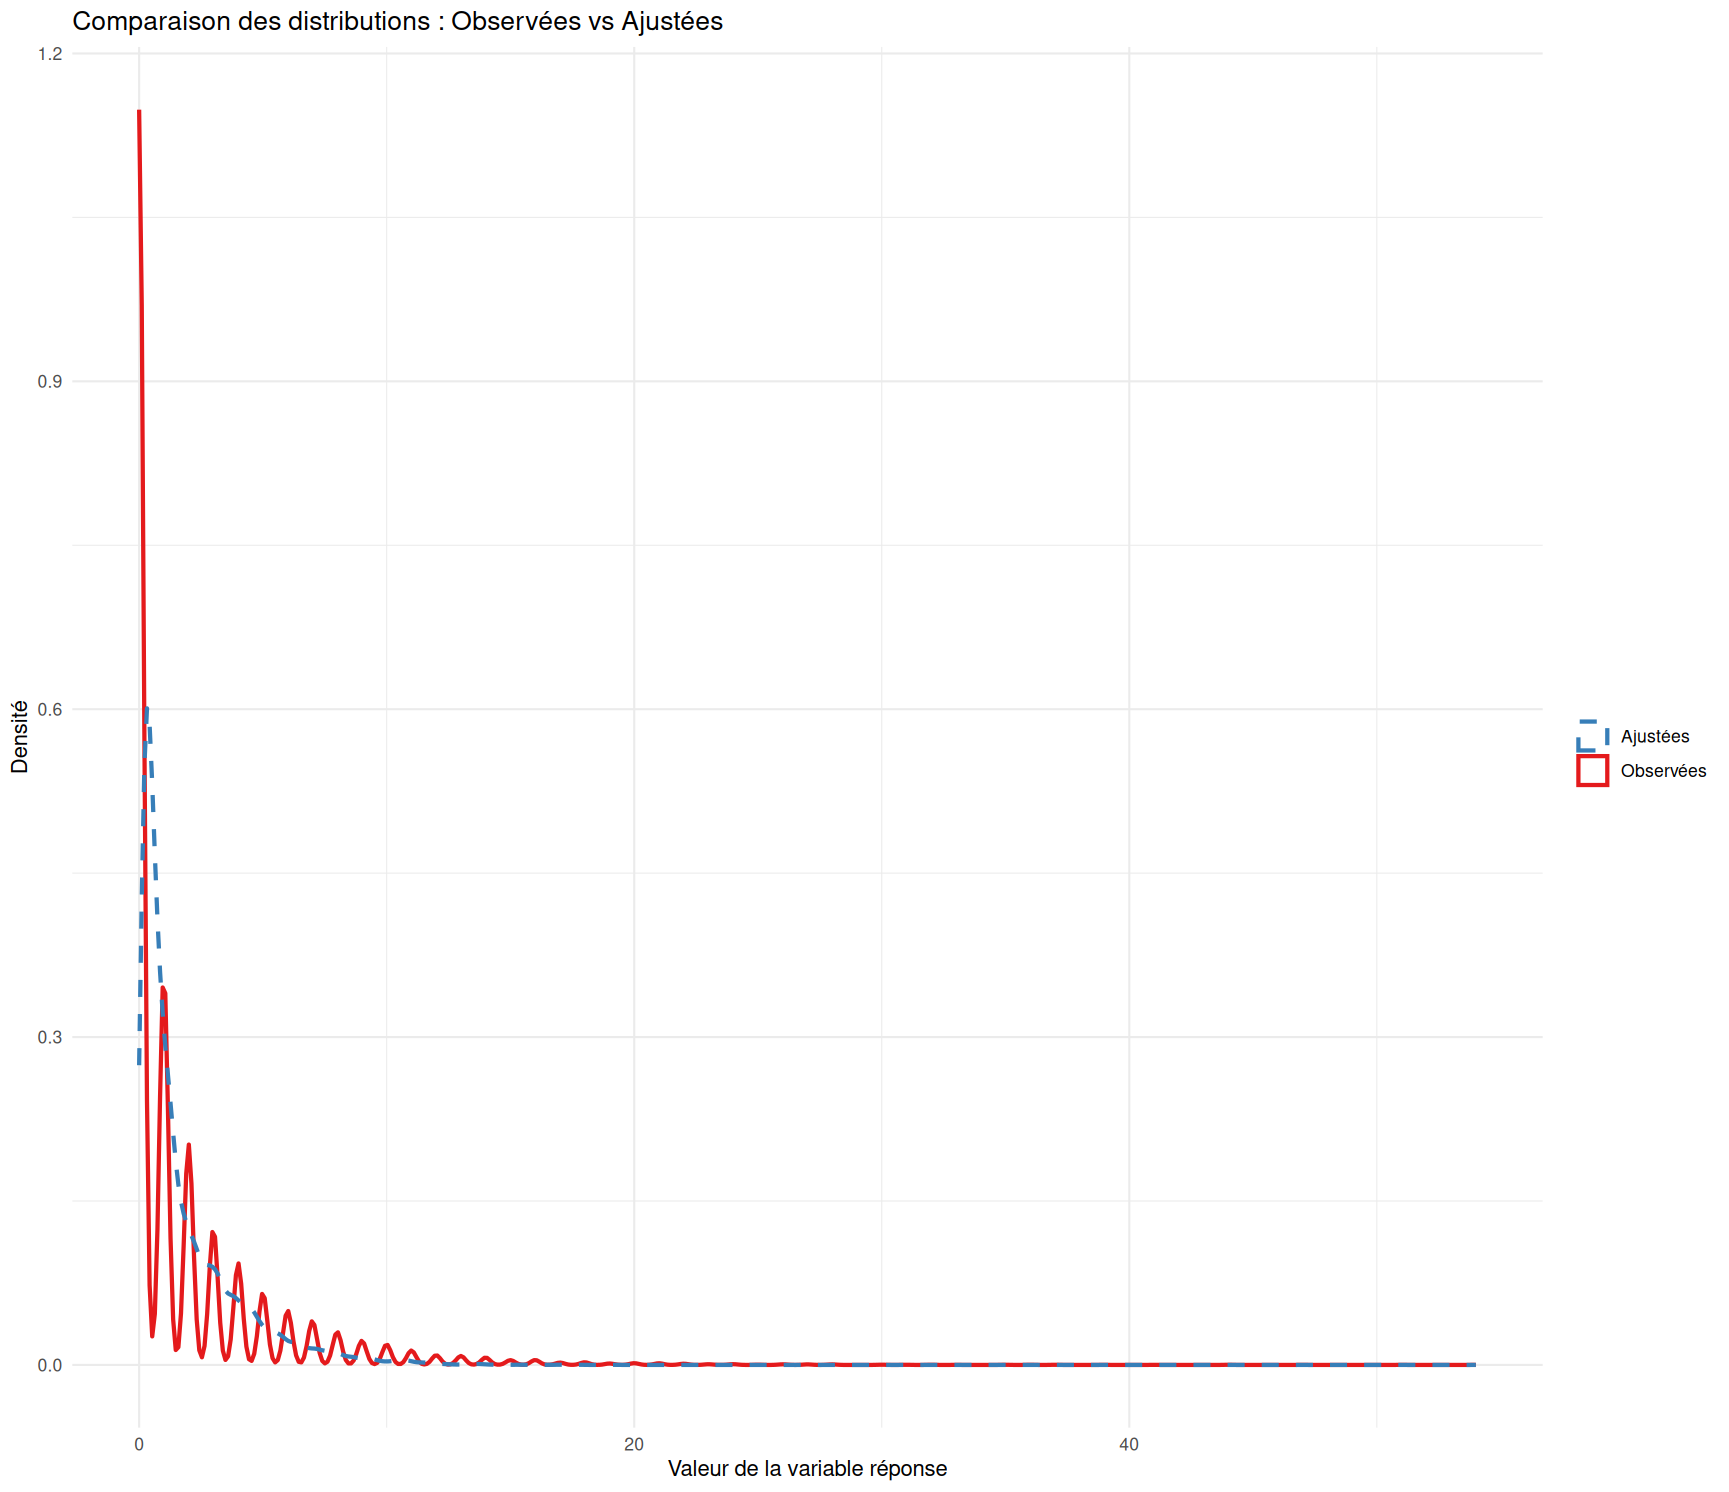 Comparaison des distributions : Observées vs Ajustées
1.2
0.9
0.6
0.3
0.0
Densité
0
20
40
Valeur de la variable réponse
Ajustées
Observées